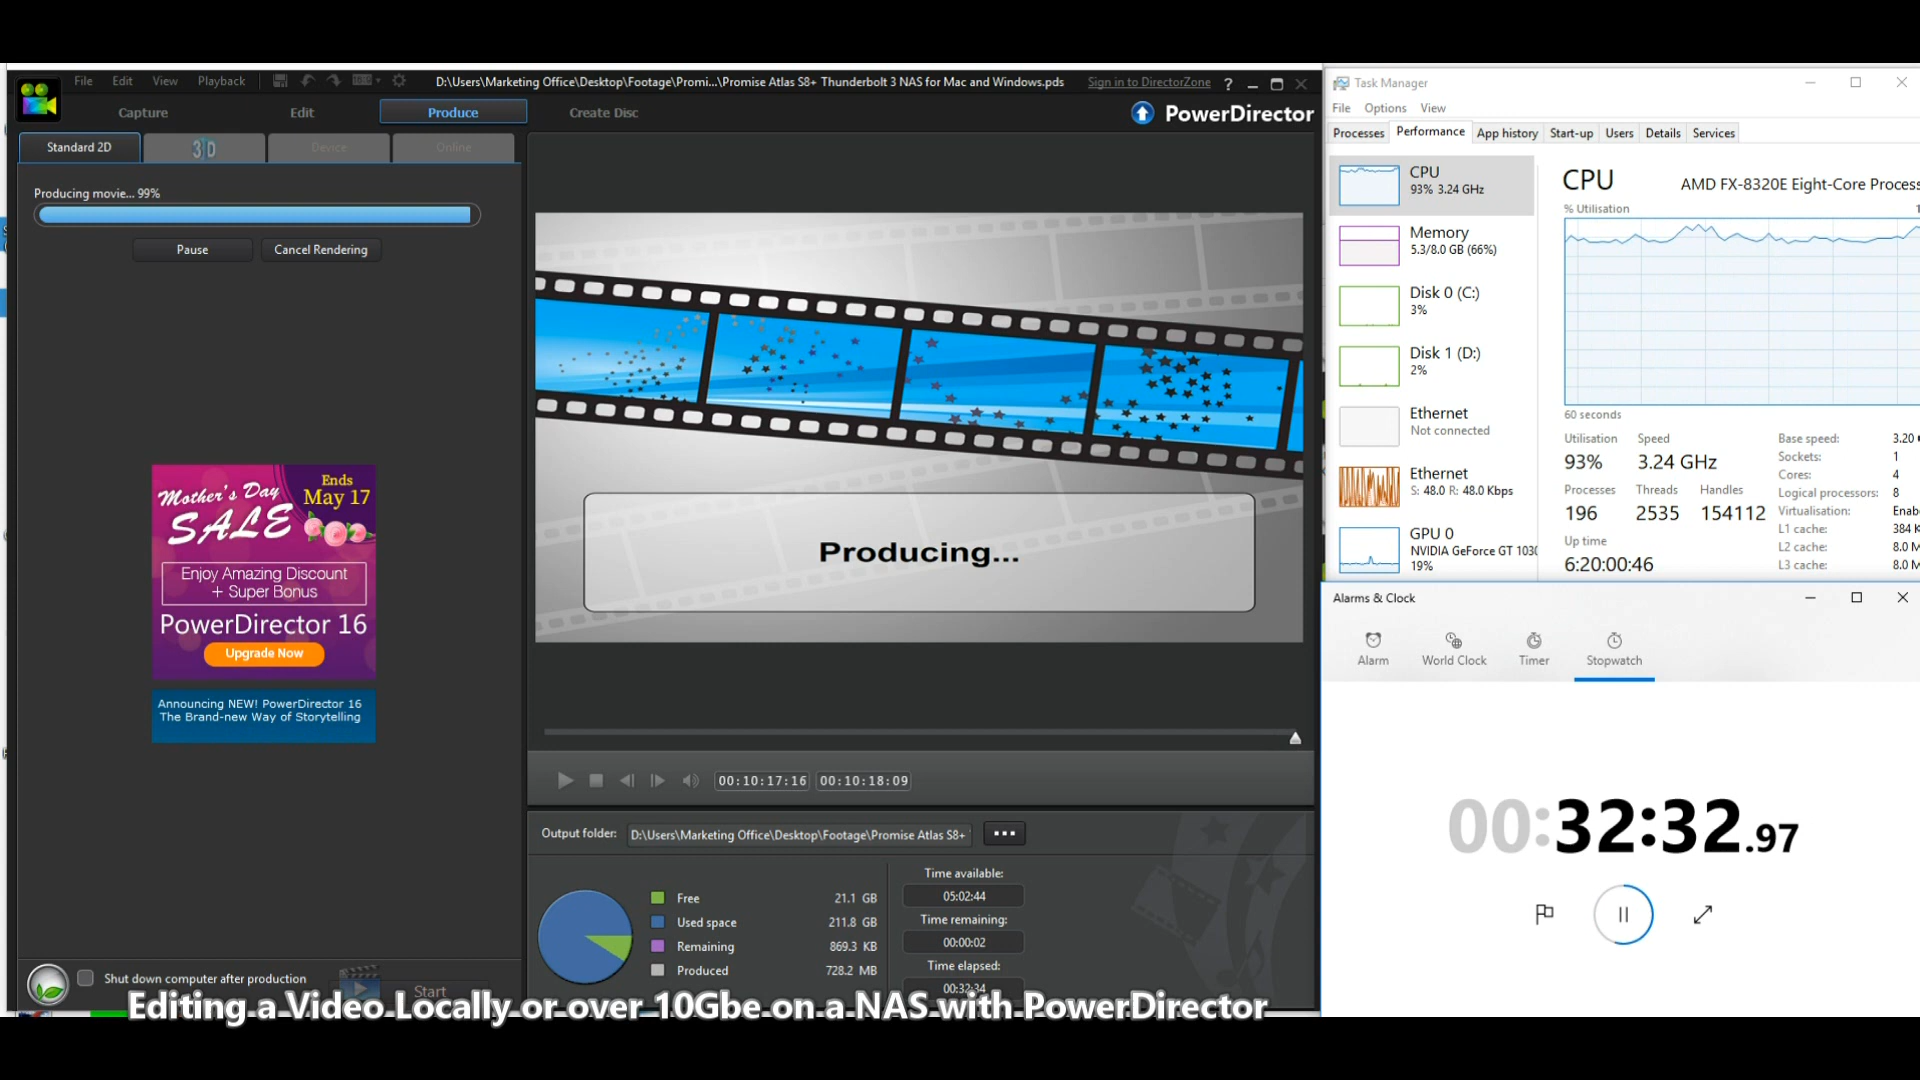 File Edit View Playback
D:\Users\Marketing Office\Desktop\Footage\Promi...\Promise Atlas S8+ Thunderbolt 3 NAS for Mac and Windows.pds
Sign in to DirectorZone ?
Capture Edit Produce Create Disc
PowerDirector
Standard 2D 3D Device Online
Producing movie... 99%
Pause Cancel Rendering
Mother's Day
SALE
Ends
May 17
Enjoy Amazing Discount
+ Super Bonus
PowerDirector 16
Upgrade Now
Announcing NEW! PowerDirector 16
The Brand-new Way of Storytelling
Shut down computer after production
Start
Producing...
00:10:17:16 00:10:18:09
Output folder: D:\Users\Marketing Office\Desktop\Footage\Promise Atlas S8+
Free 21.1 GB
Used space 211.8 GB
Remaining 869.3 KB
Produced 728.2 MB
Time available:
05:02:44
Time remaining:
00:00:02
Time elapsed:
00:32:34
Editing a Video Locally or over 10Gbe on a NAS with PowerDirector
Task Manager
File Options View
Processes Performance App history Start-up Users Details Services
CPU
93% 3.24 GHz
Memory
5.3/8.0 GB (66%)
Disk 0 (C:)
3%
Disk 1 (D:)
2%
Ethernet
Not connected
Ethernet
S: 48.0 R: 48.0 Kbps
GPU 0
NVIDIA GeForce GT 1030
19%
CPU AMD FX-8320E Eight-Core Process
% Utilisation
60 seconds
Utilisation Speed
93% 3.24 GHz
Processes Threads Handles
196 2535 154112
Up time
6:20:00:46
Base speed: 3.20
Sockets: 1
Cores: 4
Logical processors: 8
Virtualisation: Enab
L1 cache: 384 K
L2 cache: 8.0 M
L3 cache: 8.0 M
Alarms & Clock
Alarm World Clock Timer Stopwatch
00:32:32.97